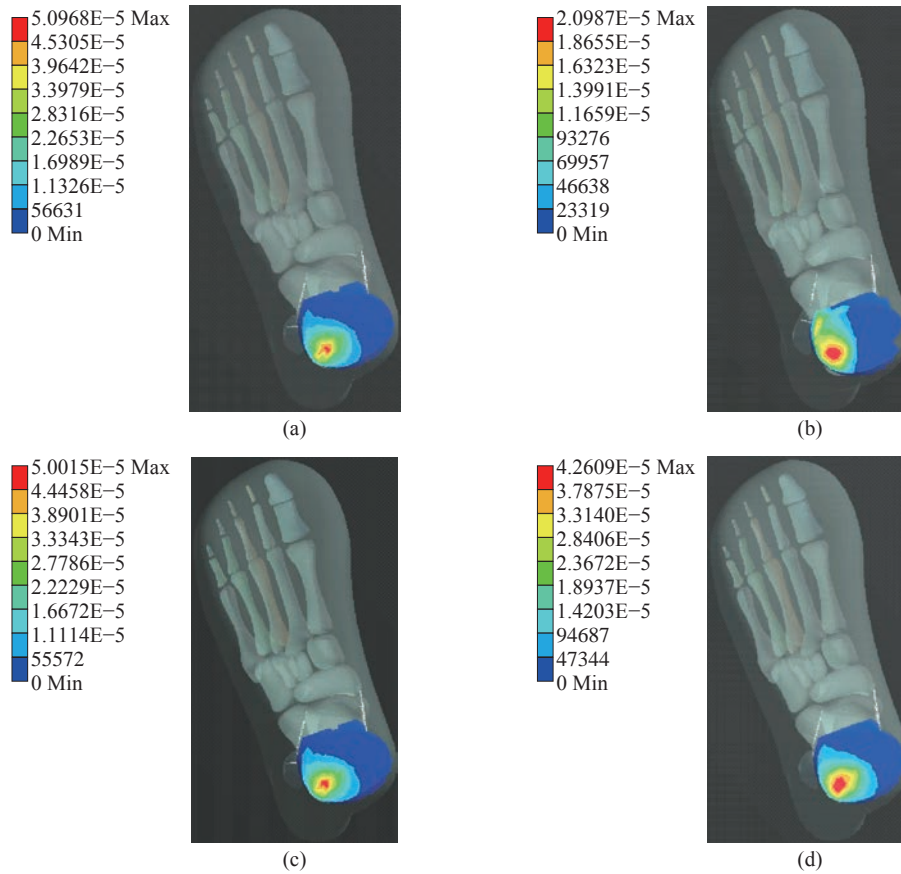 5.0968E−5 Max
4.5305E−5
3.9642E−5
3.3979E−5
2.8316E−5
2.2653E−5
1.6989E−5
1.1326E−5
56631
0 Min
(a)
2.0987E−5 Max
1.8655E−5
1.6323E−5
1.3991E−5
1.1659E−5
93276
69957
46638
23319
0 Min
(b)
5.0015E−5 Max
4.4458E−5
3.8901E−5
3.3343E−5
2.7786E−5
2.2229E−5
1.6672E−5
1.1114E−5
55572
0 Min
(c)
4.2609E−5 Max
3.7875E−5
3.3140E−5
2.8406E−5
2.3672E−5
1.8937E−5
1.4203E−5
94687
47344
0 Min
(d)